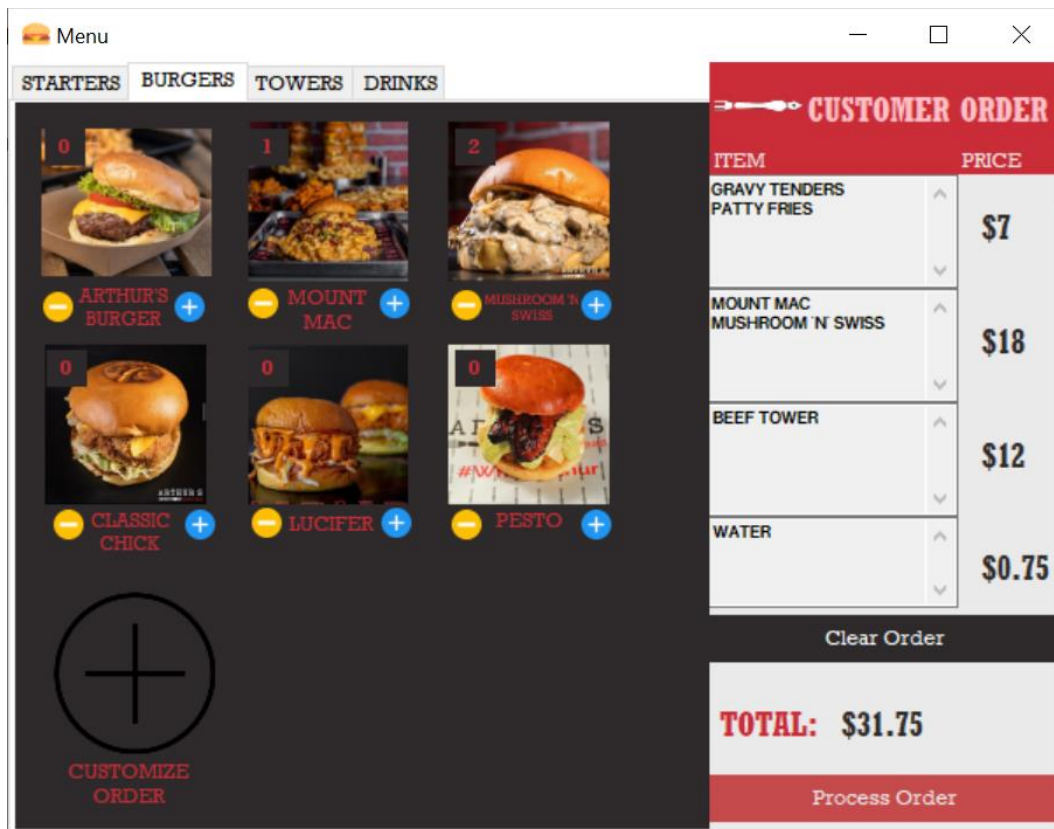 Menu
STARTERS BURGERS TOWERS DRINKS
0 1 2
ARTHUR'S
BURGER
MOUNT
MAC
MUSHROOM 'N
SWISS
0 0 0
ARTHUR'S
CLASSIC
CHICK
LUCIFER
PESTO
CUSTOMIZE
ORDER
CUSTOMER ORDER
ITEM PRICE
GRAVY TENDERS
PATTY FRIES
$7
MOUNT MAC
MUSHROOM 'N' SWISS
$18
BEEF TOWER
$12
WATER
$0.75
Clear Order
TOTAL: $31.75
Process Order